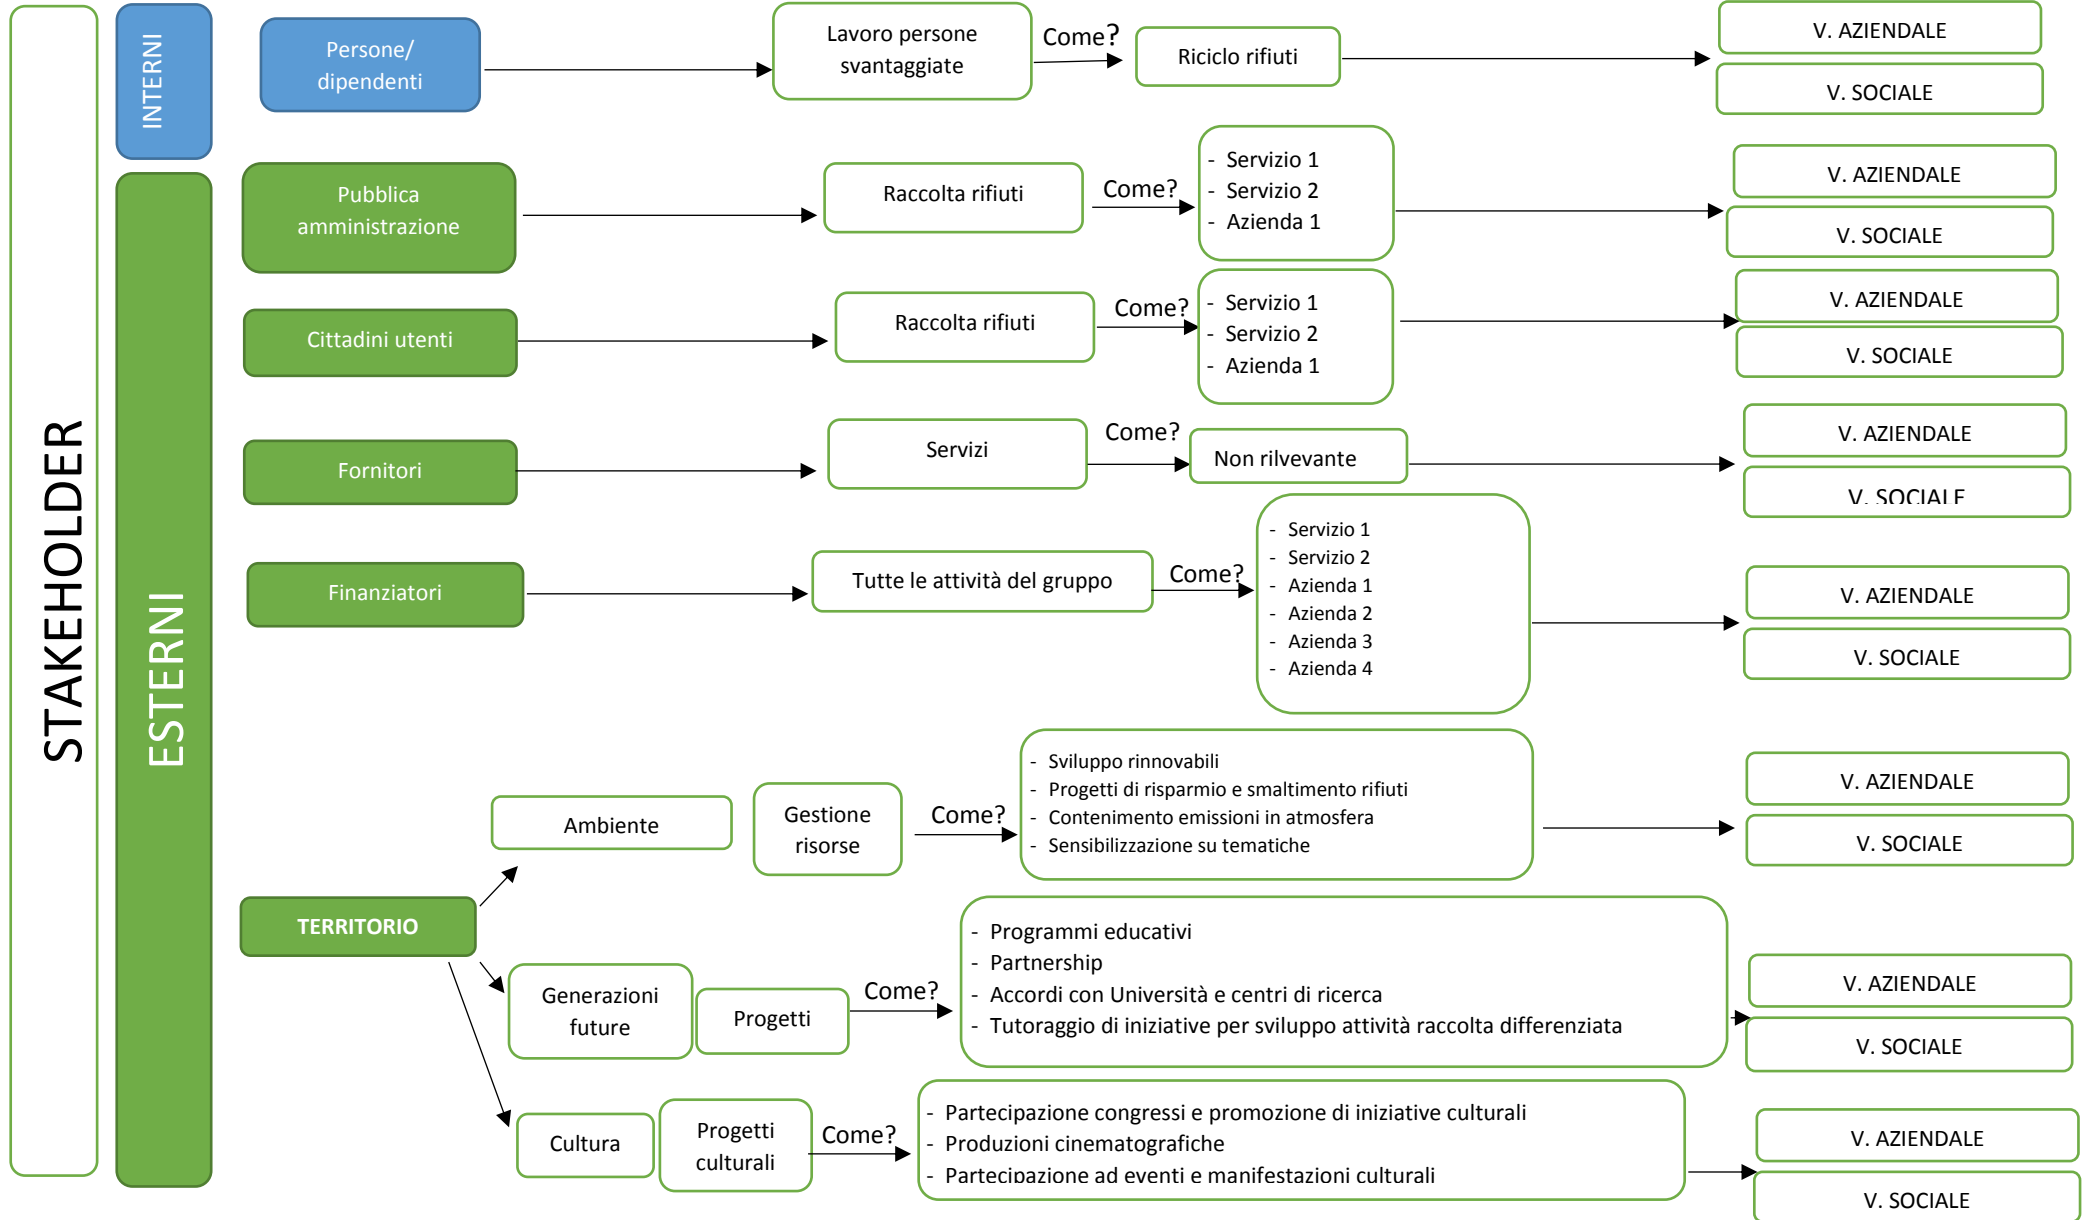 STAKEHOLDER
INTERNI
Persone/
dipendenti
Lavoro persone
svantaggiate
Come?
Riciclo rifiuti
V. AZIENDALE
V. SOCIALE
ESTERNI
Pubblica
amministrazione
Raccolta rifiuti
Come?
- Servizio 1
- Servizio 2
- Azienda 1
V. AZIENDALE
V. SOCIALE
Cittadini utenti
Raccolta rifiuti
Come?
- Servizio 1
- Servizio 2
- Azienda 1
V. AZIENDALE
V. SOCIALE
Fornitori
Servizi
Come?
Non rilvevante
V. AZIENDALE
V. SOCIALE
Finanziatori
Tutte le attività del gruppo
Come?
- Servizio 1
- Servizio 2
- Azienda 1
- Azienda 2
- Azienda 3
- Azienda 4
V. AZIENDALE
V. SOCIALE
TERRITORIO
Ambiente
Gestione
risorse
Come?
- Sviluppo rinnovabili
- Progetti di risparmio e smaltimento rifiuti
- Contenimento emissioni in atmosfera
- Sensibilizzazione su tematiche
V. AZIENDALE
V. SOCIALE
Generazioni
future
Progetti
Come?
- Programmi educativi
- Partnership
- Accordi con Università e centri di ricerca
- Tutoraggio di iniziative per sviluppo attività raccolta differenziata
V. AZIENDALE
V. SOCIALE
Cultura
Progetti
culturali
Come?
- Partecipazione congressi e promozione di iniziative culturali
- Produzioni cinematografiche
- Partecipazione ad eventi e manifestazioni culturali
V. AZIENDALE
V. SOCIALE